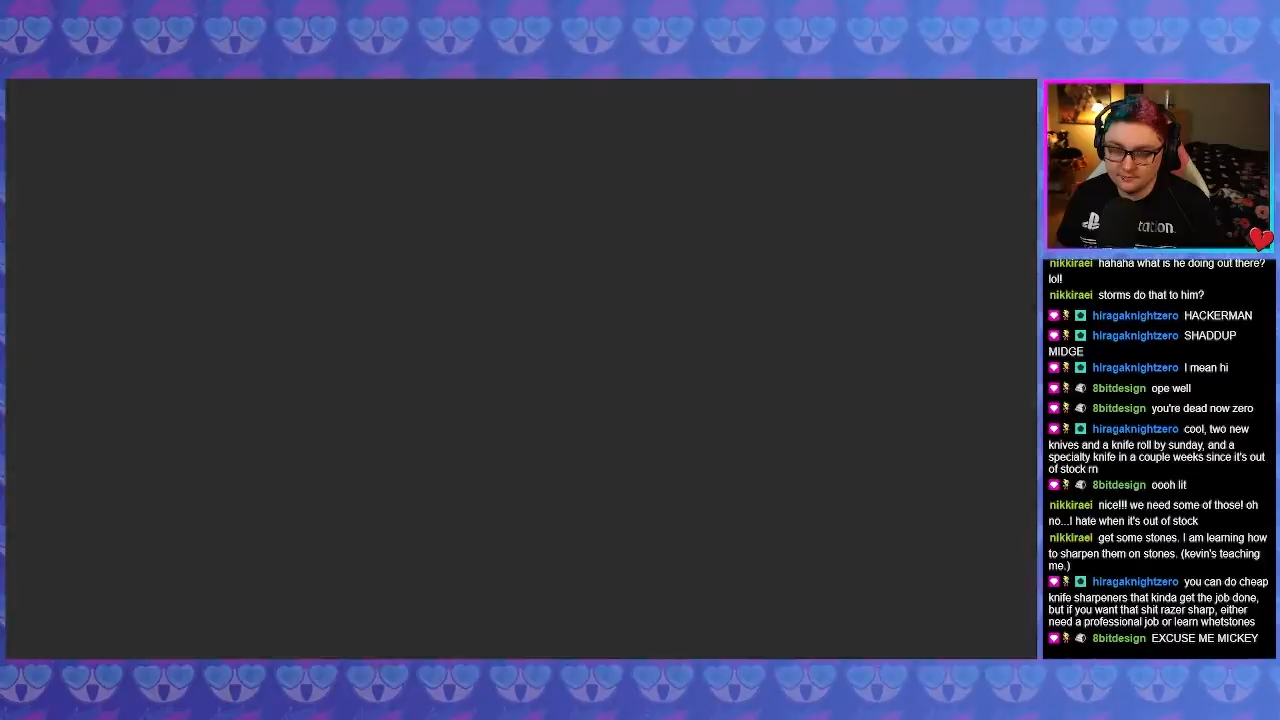 tation.
nikkiraei hahaha what is he doing out there?
lol!
nikkiraei storms do that to him?
hiragaknightzero HACKERMAN
hiragaknightzero SHADDUP
MIDGE
hiragaknightzero I mean hi
8bitdesign ope well
8bitdesign you're dead now zero
hiragaknightzero cool, two new
knives and a knife roll by sunday, and a
specialty knife in a couple weeks since it's out
of stock rn
8bitdesign oooh lit
nikkiraei nice!!! we need some of those! oh
no...I hate when it's out of stock
nikkiraei get some stones. I am learning how
to sharpen them on stones. (kevin's teaching
me.)
hiragaknightzero you can do cheap
knife sharpeners that kinda get the job done,
but if you want that shit razer sharp, either
need a professional job or learn whetstones
8bitdesign EXCUSE ME MICKEY